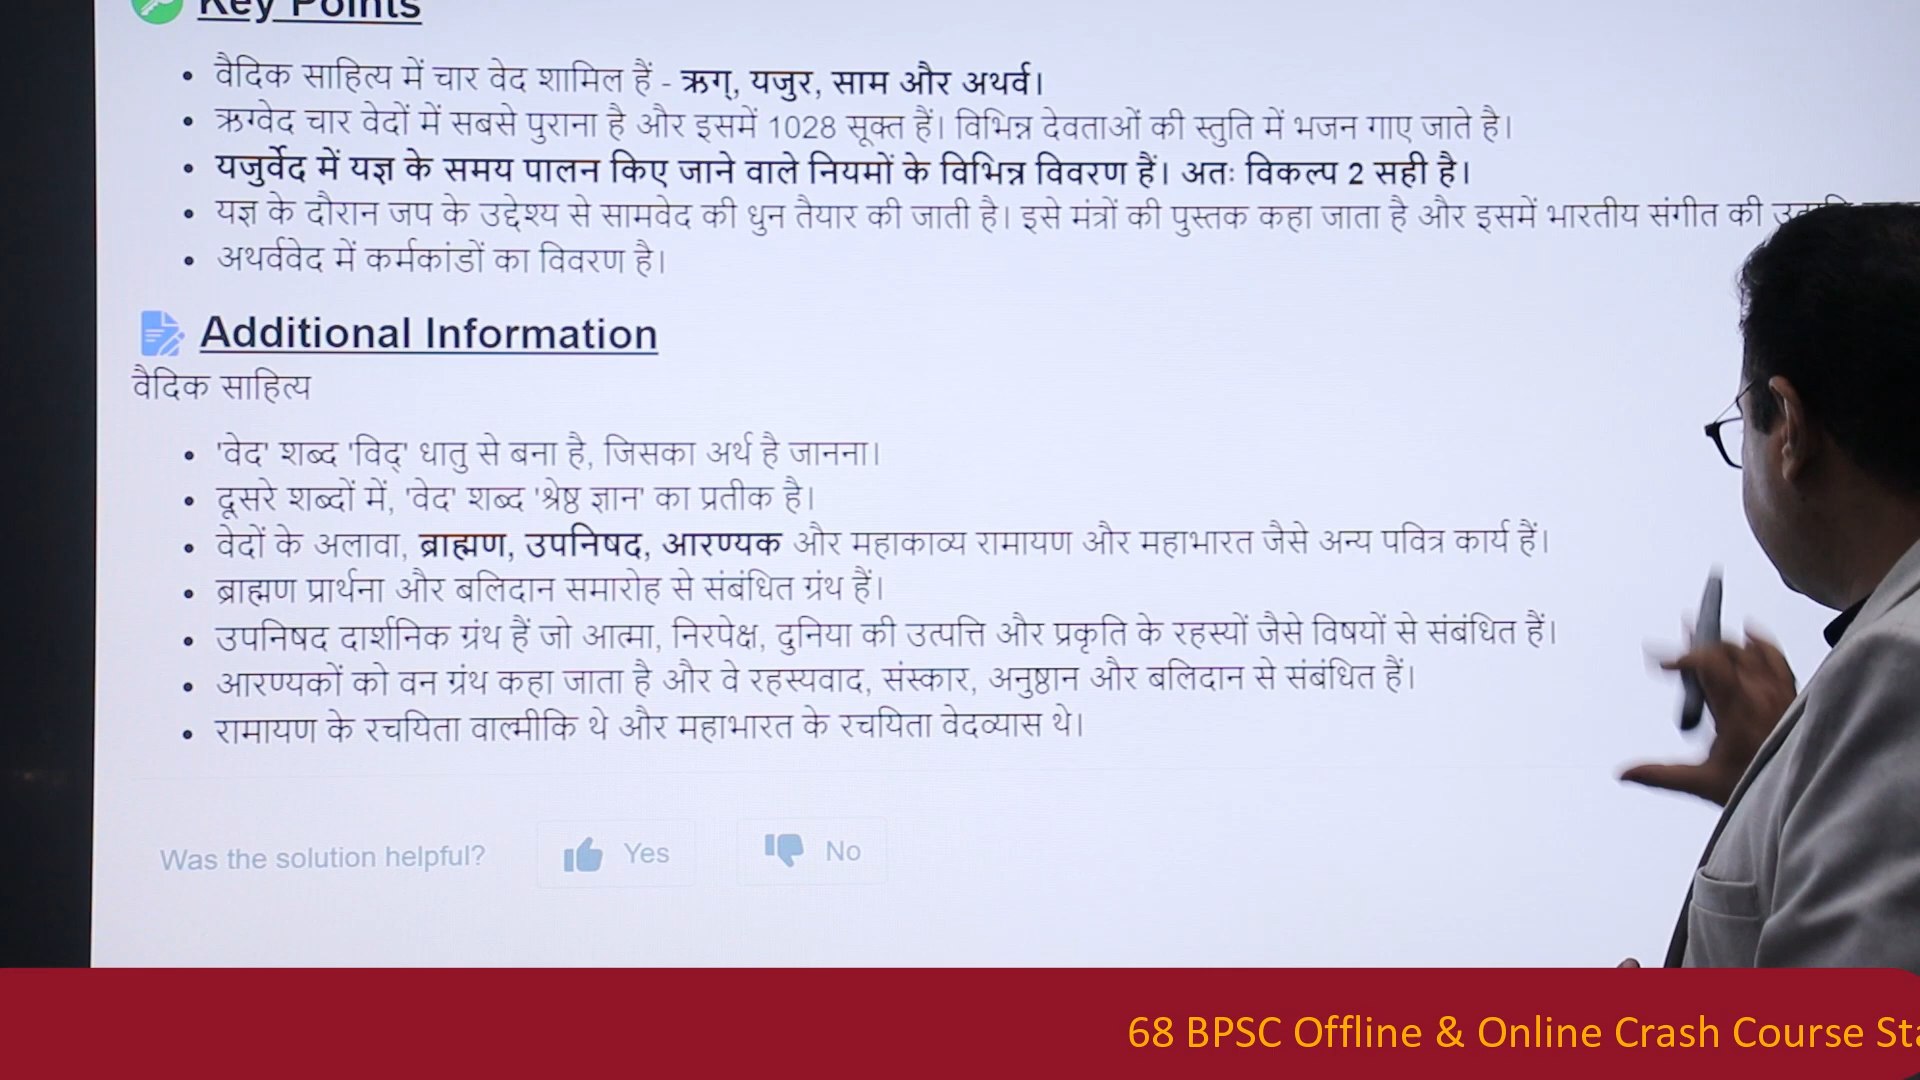 Key Points
वैदिक साहित्य में चार वेद शामिल हैं - ऋग्, यजुर, साम और अथर्व।
ऋग्वेद चार वेदों में सबसे पुराना है और इसमें 1028 सूक्त हैं। विभिन्न देवताओं की स्तुति में भजन गाए जाते है।
यजुर्वेद में यज्ञ के समय पालन किए जाने वाले नियमों के विभिन्न विवरण हैं। अतः विकल्प 2 सही है।
यज्ञ के दौरान जप के उद्देश्य से सामवेद की धुन तैयार की जाती है। इसे मंत्रों की पुस्तक कहा जाता है और इसमें भारतीय संगीत की
अथर्ववेद में कर्मकांडों का विवरण है।
Additional Information
वैदिक साहित्य
'वेद' शब्द 'विद्' धातु से बना है, जिसका अर्थ है जानना।
दूसरे शब्दों में, 'वेद' शब्द 'श्रेष्ठ ज्ञान' का प्रतीक है।
वेदों के अलावा, ब्राह्मण, उपनिषद, आरण्यक और महाकाव्य रामायण और महाभारत जैसे अन्य पवित्र कार्य हैं।
ब्राह्मण प्रार्थना और बलिदान समारोह से संबंधित ग्रंथ हैं।
उपनिषद दार्शनिक ग्रंथ हैं जो आत्मा, निरपेक्ष, दुनिया की उत्पत्ति और प्रकृति के रहस्यों जैसे विषयों से संबंधित हैं।
आरण्यकों को वन ग्रंथ कहा जाता है और वे रहस्यवाद, संस्कार, अनुष्ठान और बलिदान से संबंधित हैं।
रामायण के रचयिता वाल्मीकि थे और महाभारत के रचयिता वेदव्यास थे।
Was the solution helpful? Yes No
68 BPSC Offline & Online Crash Course